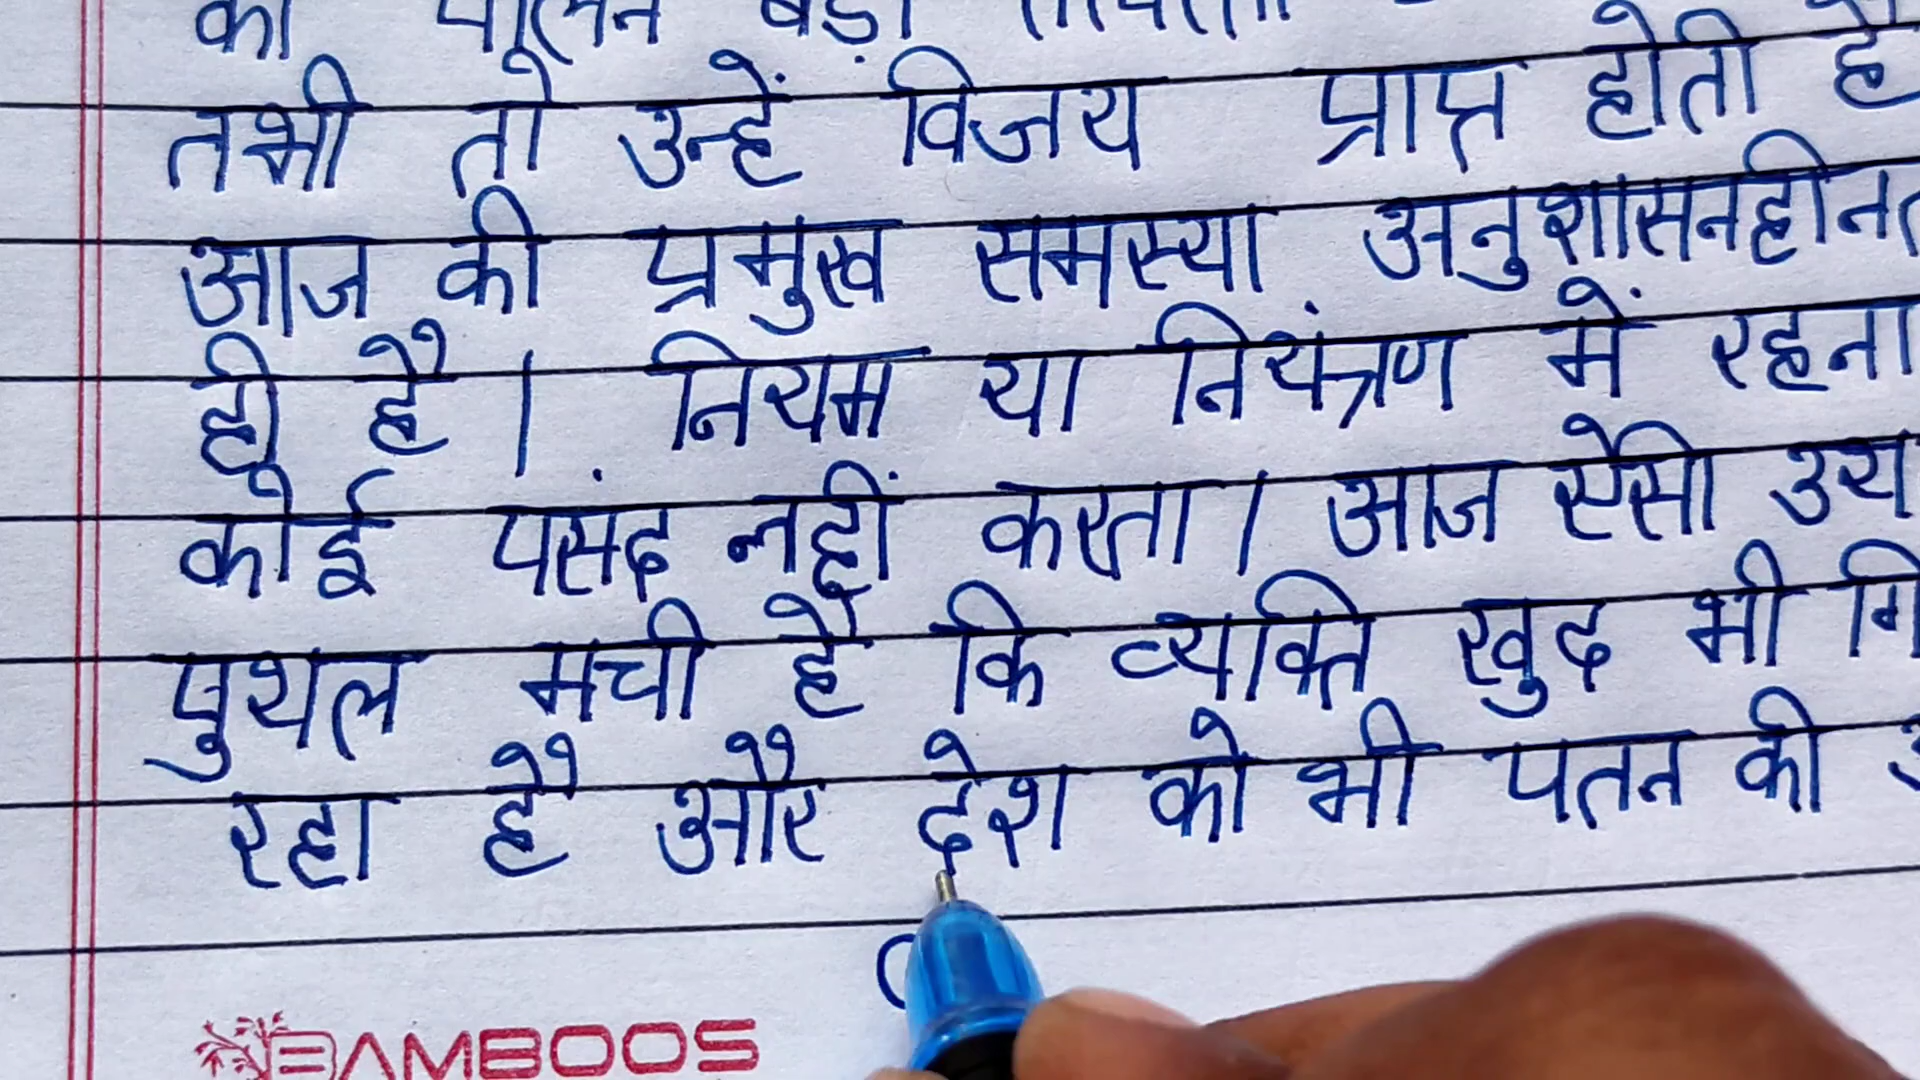 का पालन बड़ी
तभी तो उन्हें विजय प्राप्त होती है
आज की प्रमुख समस्या अनुशासनहीनत
ही है। नियम या नियंत्रण में रहना
कोई पसंद नहीं करता। आज ऐसी उथ
पुथल मची है कि व्यक्ति खुद भी गि
रहा है और देश को भी पतन की
BAMBOOS